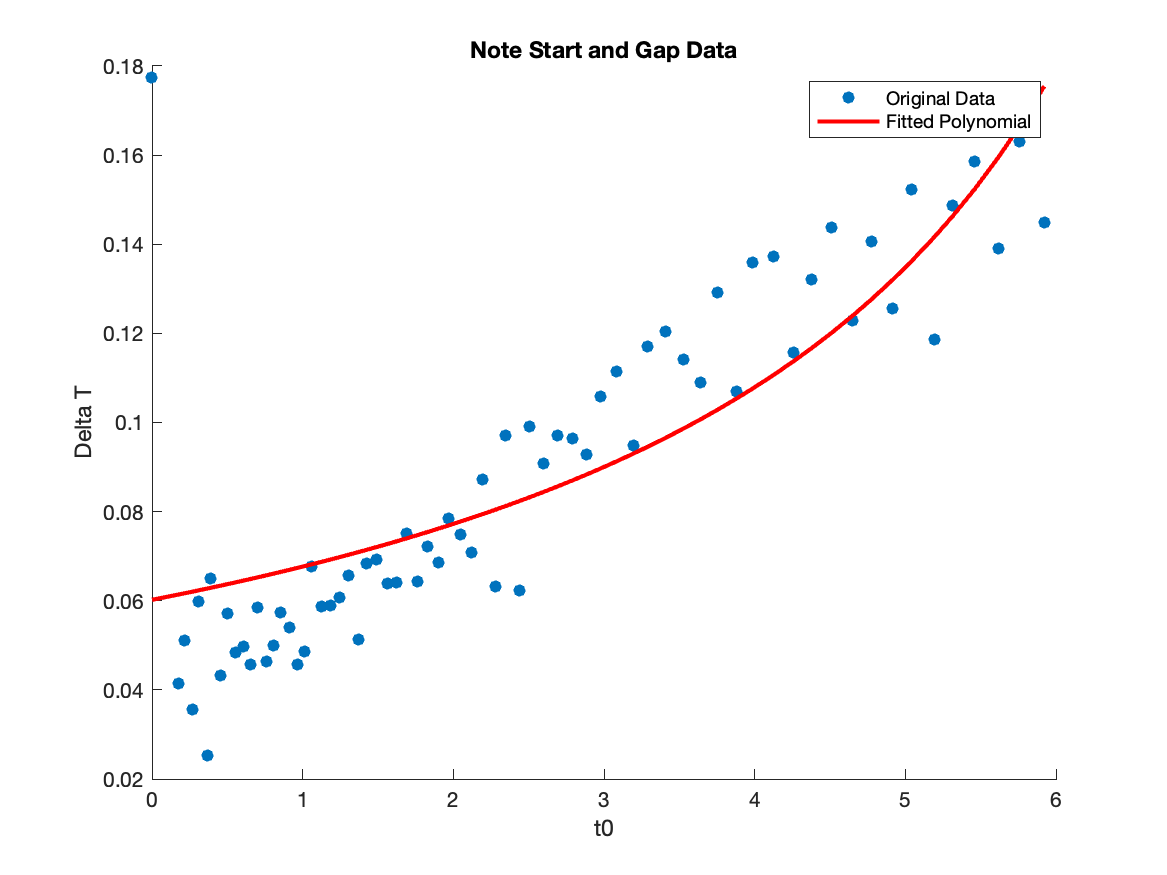 Note Start and Gap Data
0.18
Original Data
Fitted Polynomial
0.16
0.14
0.12
0.1
Delta T
0.08
0.06
0.04
0.02
0 1 2 3 4 5 6
t0